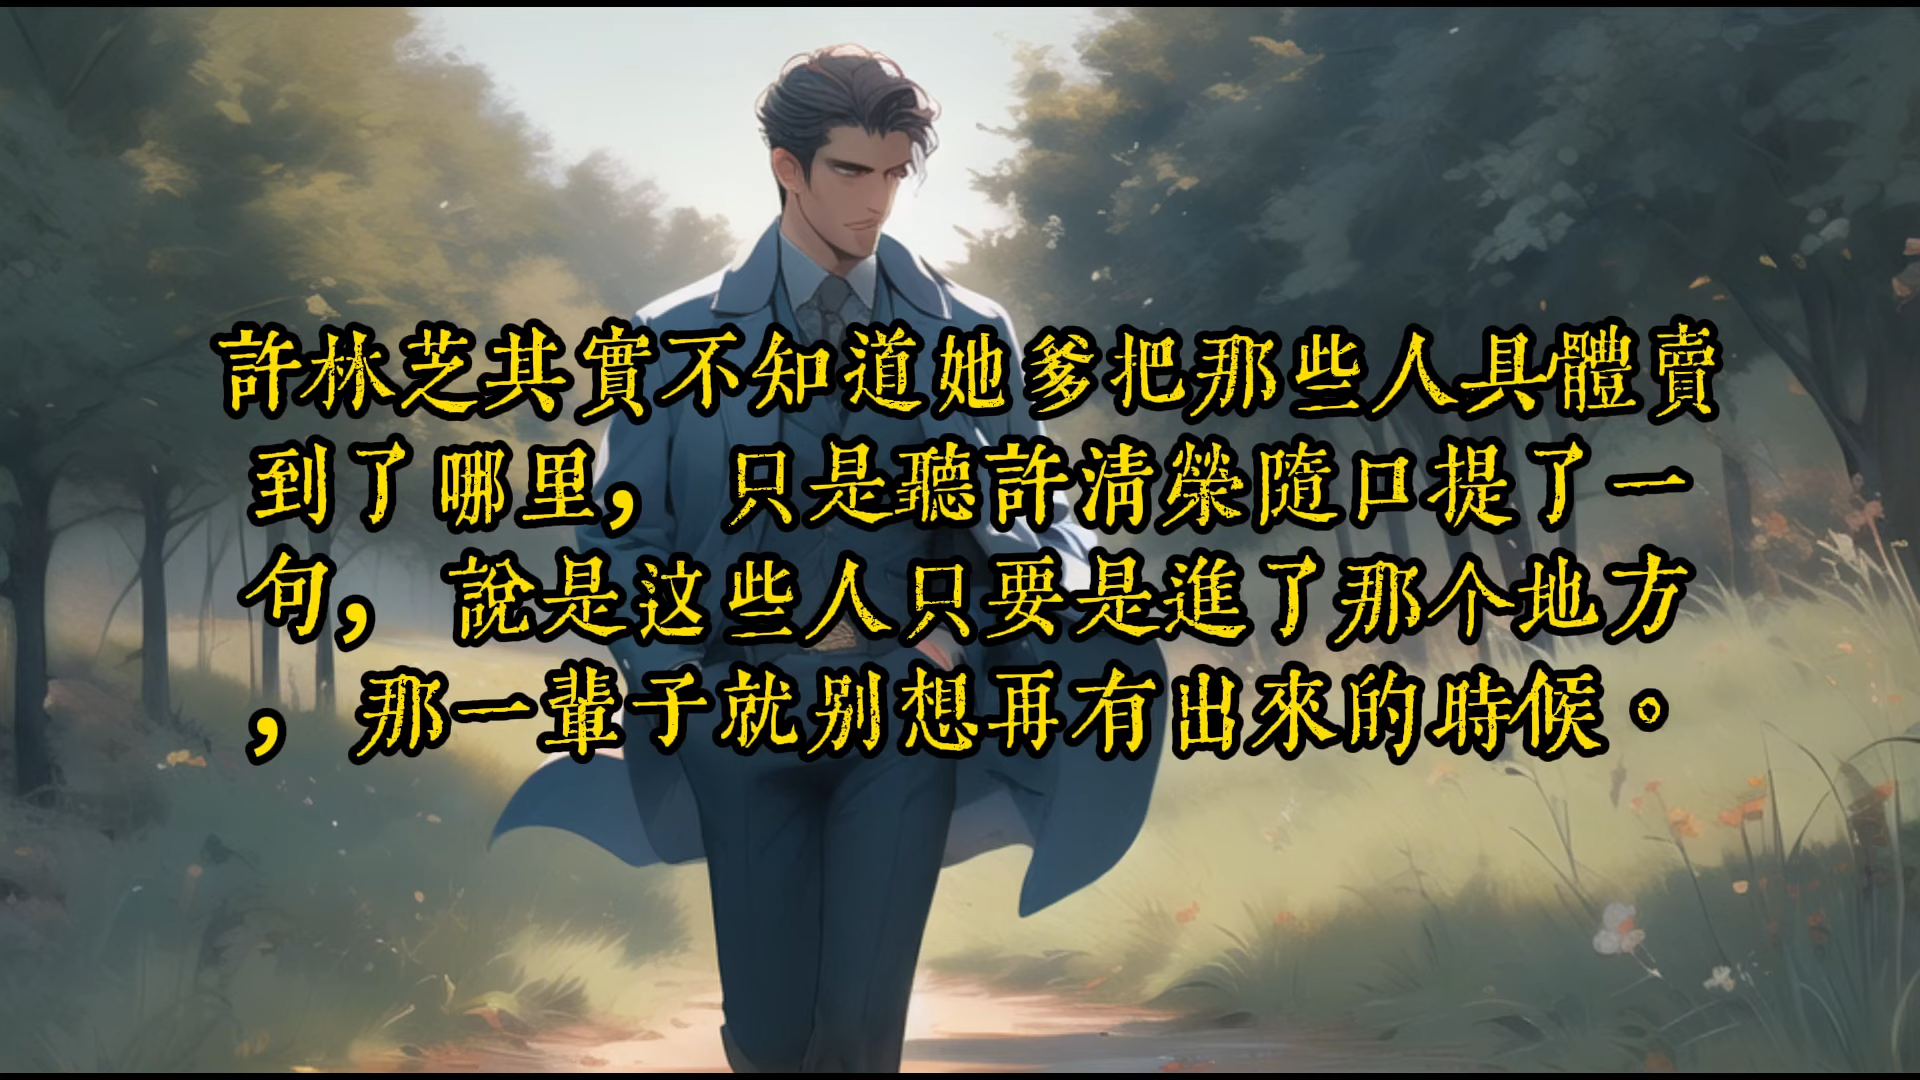 許林芝其實不知道她爹把那些人具體賣
到了哪里，只是聽許清榮隨口提了一
句，說是这些人只要是進了那个地方
，那一輩子就别想再有出來的時候。